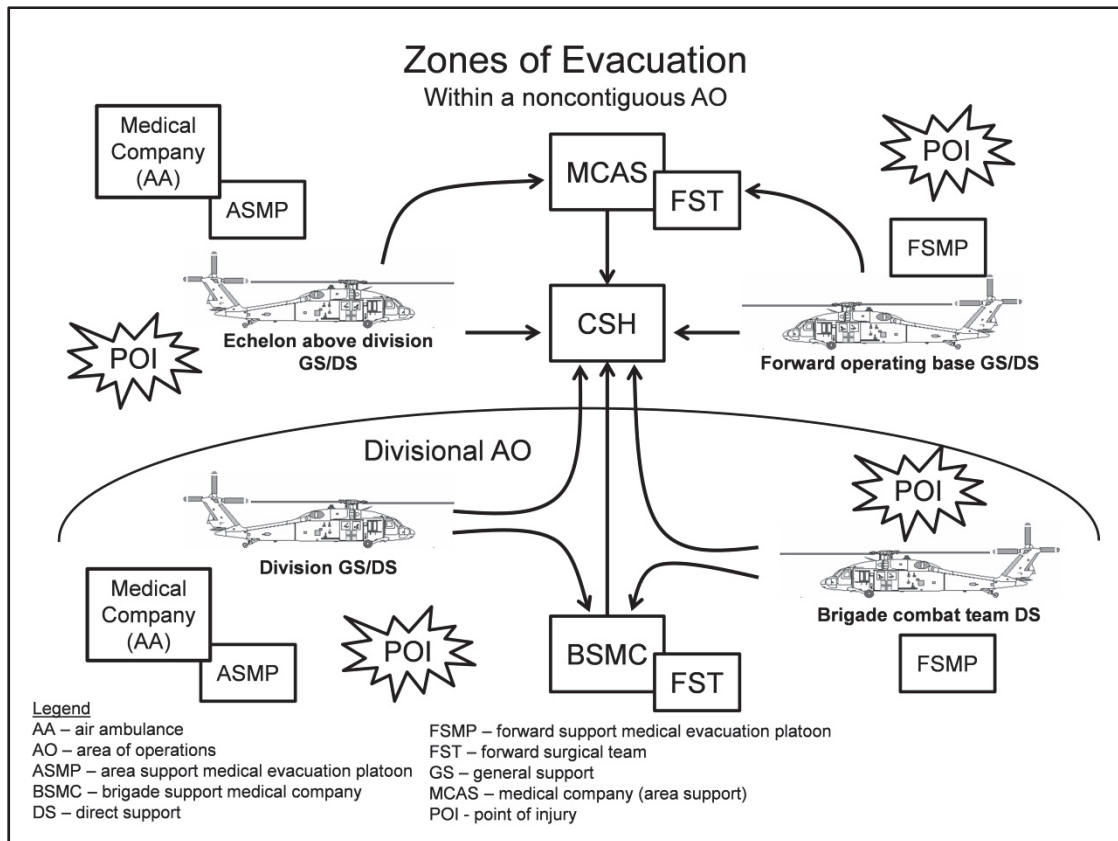 Zones of Evacuation
Within a noncontiguous AO
Medical
Company
(AA)
ASMP
MCAS
FST
POI
FSMP
CSH
Echelon above division
GS/DS
Forward operating base GS/DS
POI
Divisional AO
POI
Division GS/DS
Brigade combat team DS
Medical
Company
(AA)
ASMP
POI
BSMC
FST
FSMP
Legend
AA – air ambulance
AO – area of operations
ASMP – area support medical evacuation platoon
BSMC – brigade support medical company
DS – direct support
FSMP – forward support medical evacuation platoon
FST – forward surgical team
GS – general support
MCAS – medical company (area support)
POI - point of injury